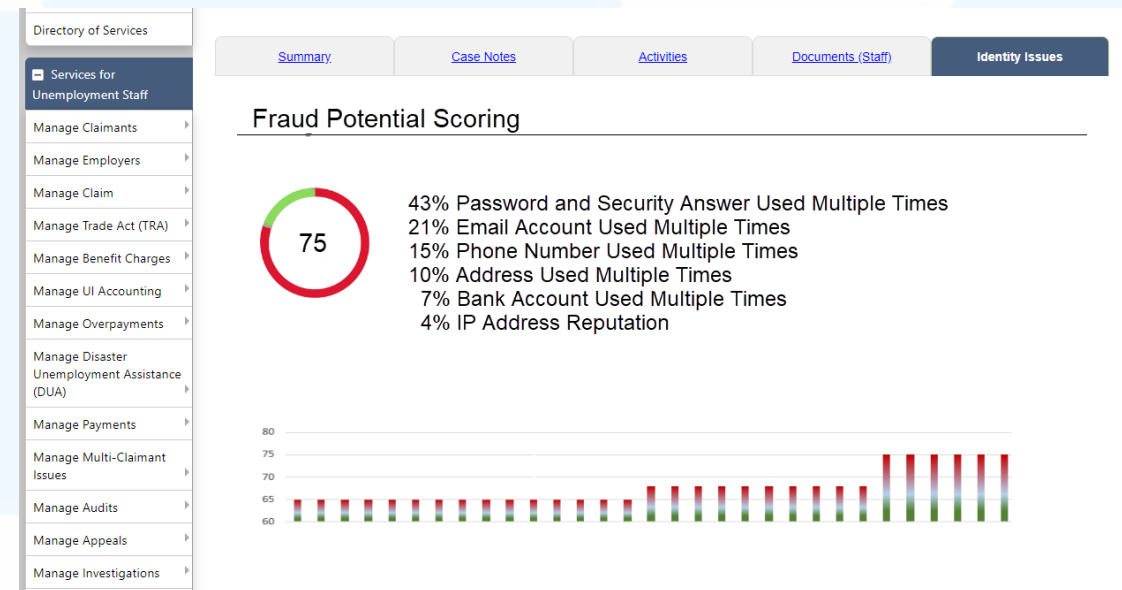 Directory of Services
Services for
Unemployment Staff
Manage Claimants
Manage Employers
Manage Claim
Manage Trade Act (TRA)
Manage Benefit Charges
Manage UI Accounting
Manage Overpayments
Manage Disaster
Unemployment Assistance
(DUA)
Manage Payments
Manage Multi-Claimant
Issues
Manage Audits
Manage Appeals
Manage Investigations
Summary
Case Notes
Activities
Documents (Staff)
Identity Issues
Fraud Potential Scoring
75
43% Password and Security Answer Used Multiple Times
21% Email Account Used Multiple Times
15% Phone Number Used Multiple Times
10% Address Used Multiple Times
7% Bank Account Used Multiple Times
4% IP Address Reputation
80
75
70
65
60